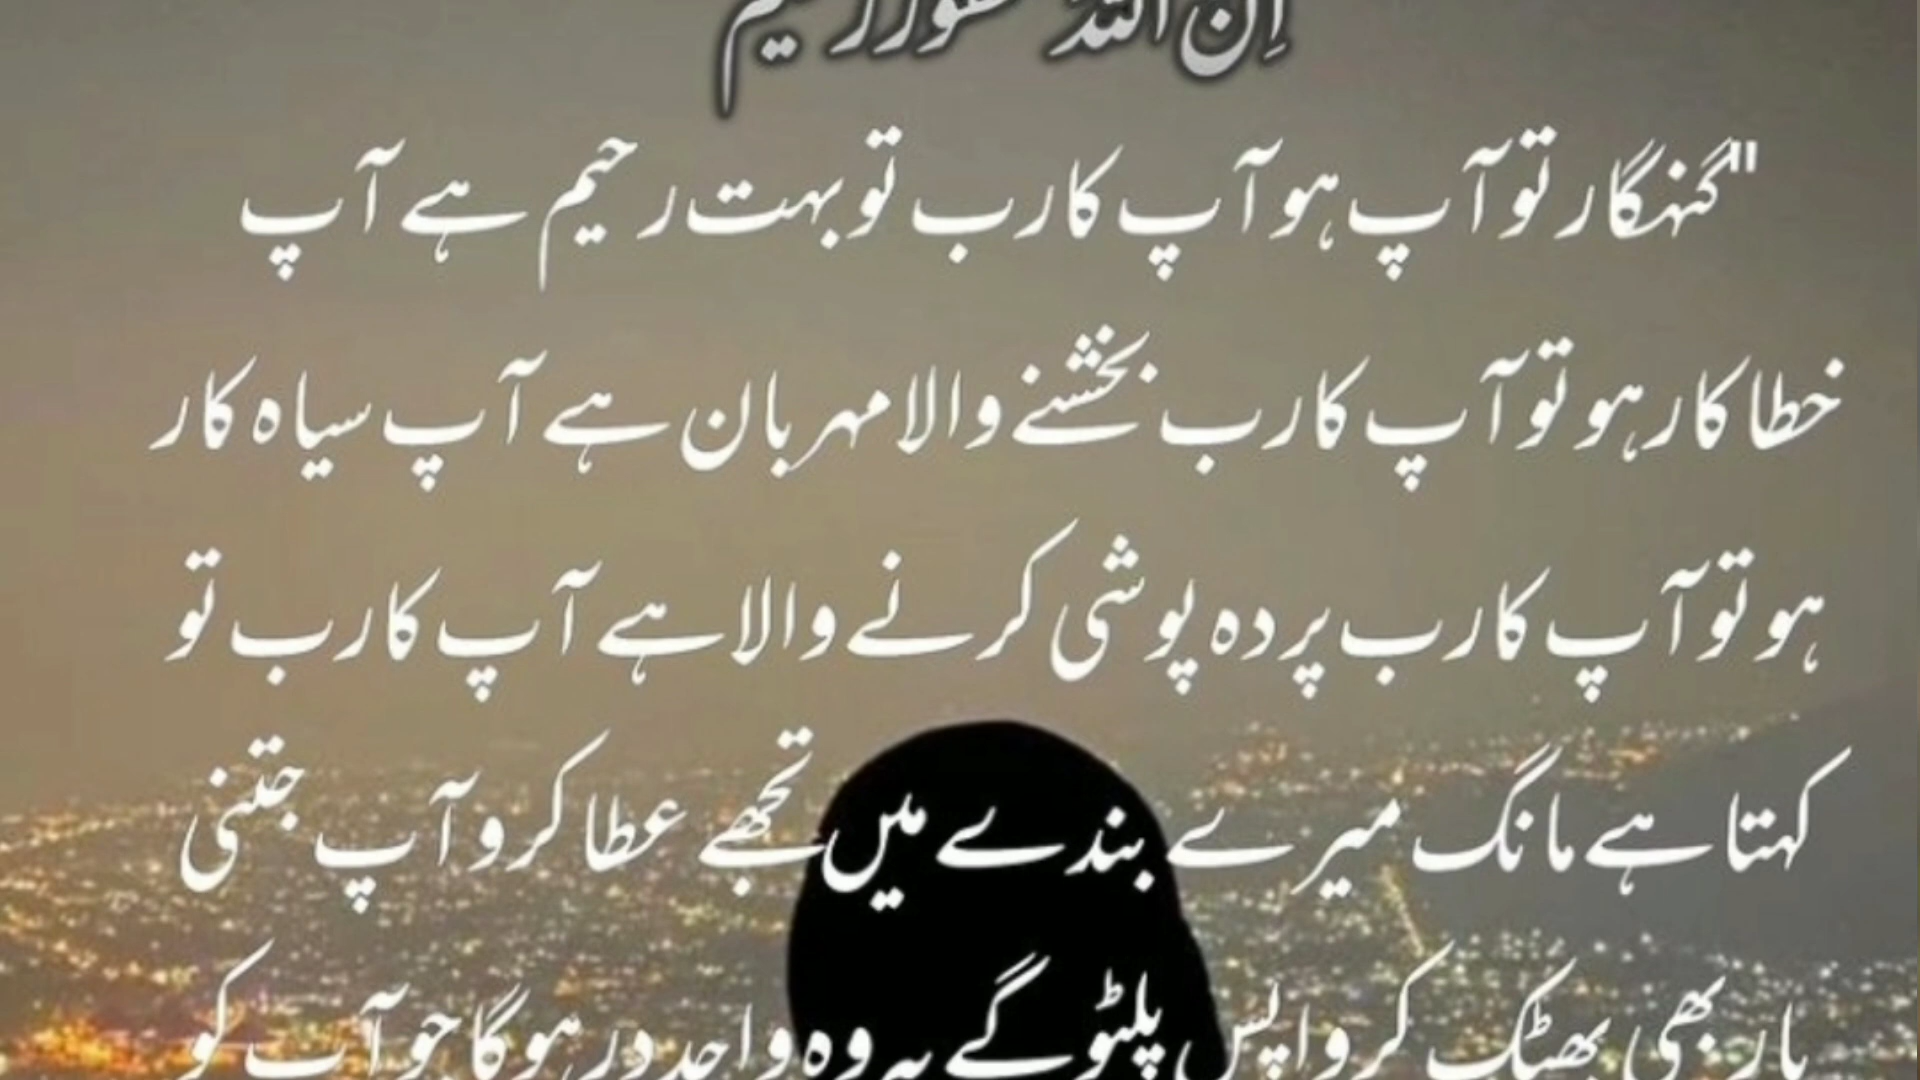 اِنَّ اللّٰہَ غفور رحیم
"گنہگار تو آپ ہو آپ کا رب تو بہت رحیم ہے آپ
خطا کار ہو تو آپ کا رب بخشنے والا مہربان ہے آپ سیاہ کار
ہو تو آپ کا رب پردہ پوشی کرنے والا ہے آپ کا رب تو
کہتا ہے مانگ میرے بندے میں تجھے عطا کرو آپ جتنی
بار بھی بھٹک کر واپس پلٹو گے یہ وہ واحد در ہو گا جو آپ کو